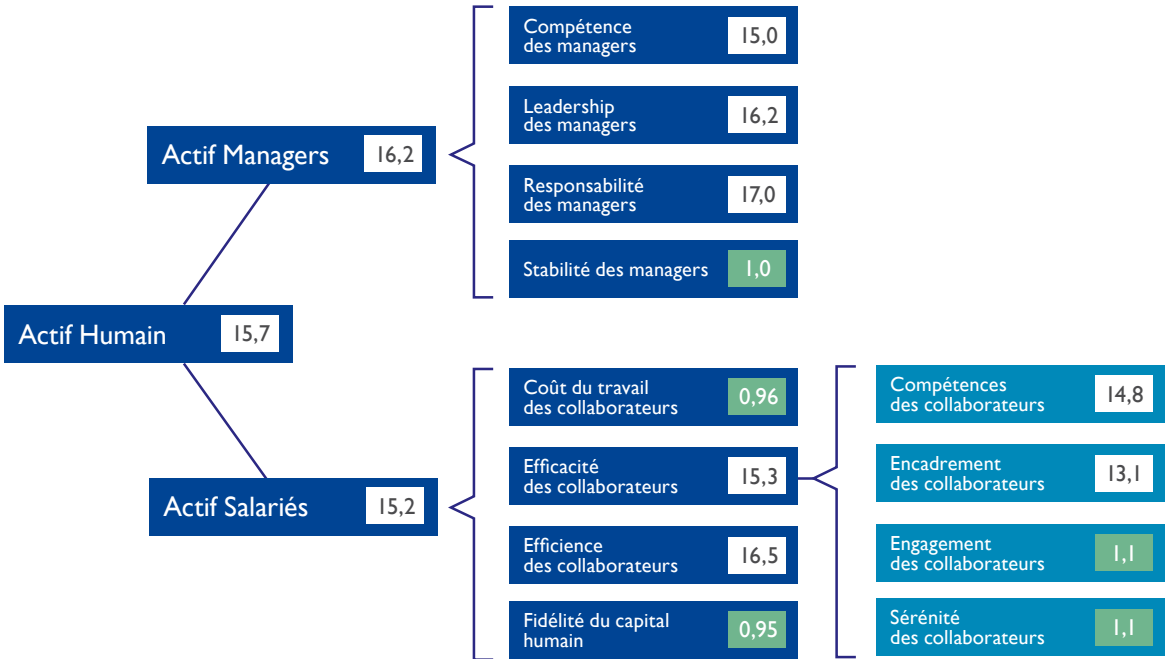 Compétence
des managers
15,0
Leadership
des managers
16,2
Actif Managers
16,2
Responsabilité
des managers
17,0
Stabilité des managers
1,0
Actif Humain
15,7
Coût du travail
des collaborateurs
0,96
Compétences
des collaborateurs
14,8
Efficacité
des collaborateurs
15,3
Encadrement
des collaborateurs
13,1
Actif Salariés
15,2
Efficience
des collaborateurs
16,5
Engagement
des collaborateurs
1,1
Fidélité du capital
humain
0,95
Sérénité
des collaborateurs
1,1